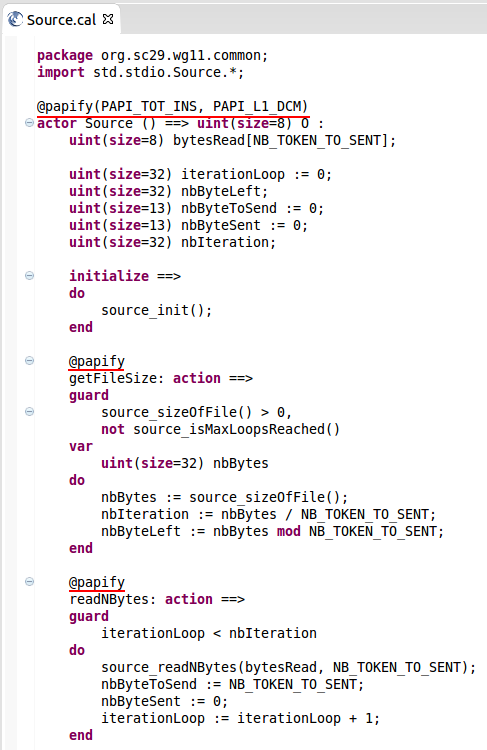 Source.cal
package org.sc29.wg11.common;
import std.stdio.Source.*;
@papify(PAPI_TOT_INS, PAPI_L1_DCM)
actor Source () ==> uint(size=8) O :
uint(size=8) bytesRead[NB_TOKEN_TO_SENT];
uint(size=32) iterationLoop := 0;
uint(size=32) nbByteLeft;
uint(size=13) nbByteToSend := 0;
uint(size=13) nbByteSent := 0;
uint(size=32) nbIteration;
initialize ==>
do
source_init();
end
@papify
getFileSize: action ==>
guard
source_sizeOfFile() > 0,
not source_isMaxLoopsReached()
var
uint(size=32) nbBytes
do
nbBytes := source_sizeOfFile();
nbIteration := nbBytes / NB_TOKEN_TO_SENT;
nbByteLeft := nbBytes mod NB_TOKEN_TO_SENT;
end
@papify
readNBytes: action ==>
guard
iterationLoop < nbIteration
do
source_readNBytes(bytesRead, NB_TOKEN_TO_SENT);
nbByteToSend := NB_TOKEN_TO_SENT;
nbByteSent := 0;
iterationLoop := iterationLoop + 1;
end